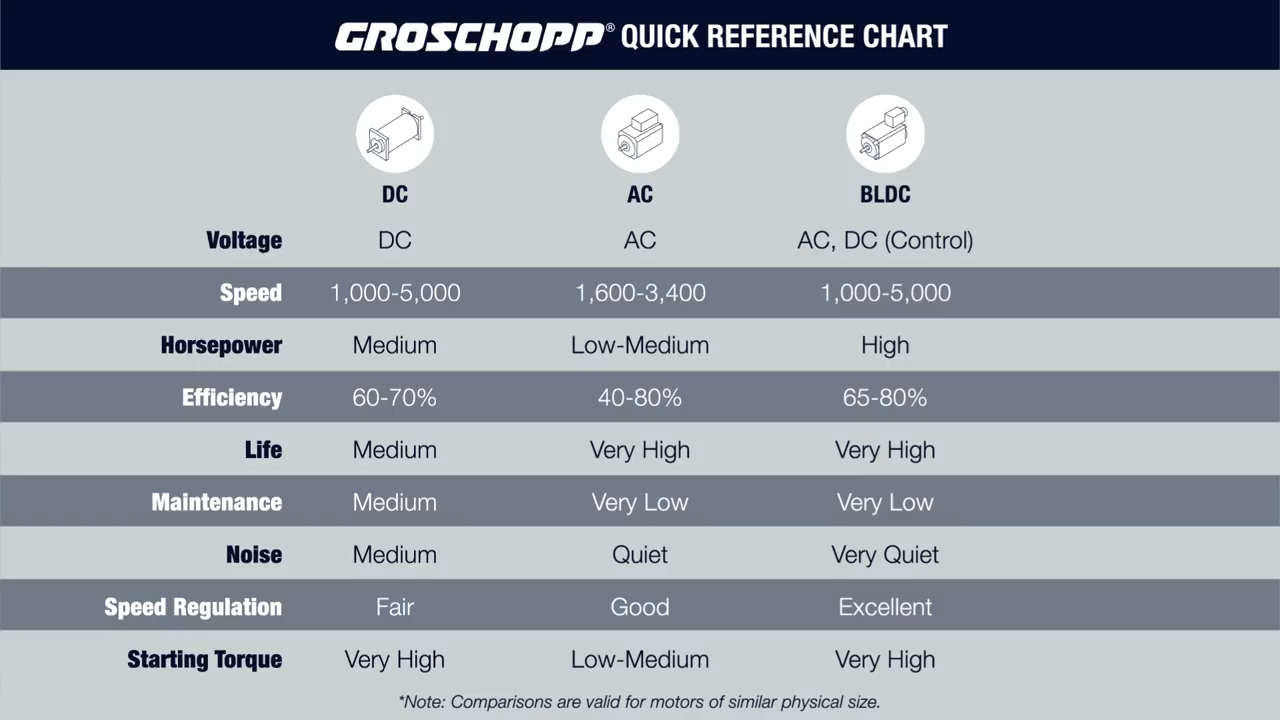 GROSCHOPP® QUICK REFERENCE CHART
DC AC BLDC
Voltage DC AC AC, DC (Control)
Speed 1,000-5,000 1,600-3,400 1,000-5,000
Horsepower Medium Low-Medium High
Efficiency 60-70% 40-80% 65-80%
Life Medium Very High Very High
Maintenance Medium Very Low Very Low
Noise Medium Quiet Very Quiet
Speed Regulation Fair Good Excellent
Starting Torque Very High Low-Medium Very High
*Note: Comparisons are valid for motors of similar physical size.